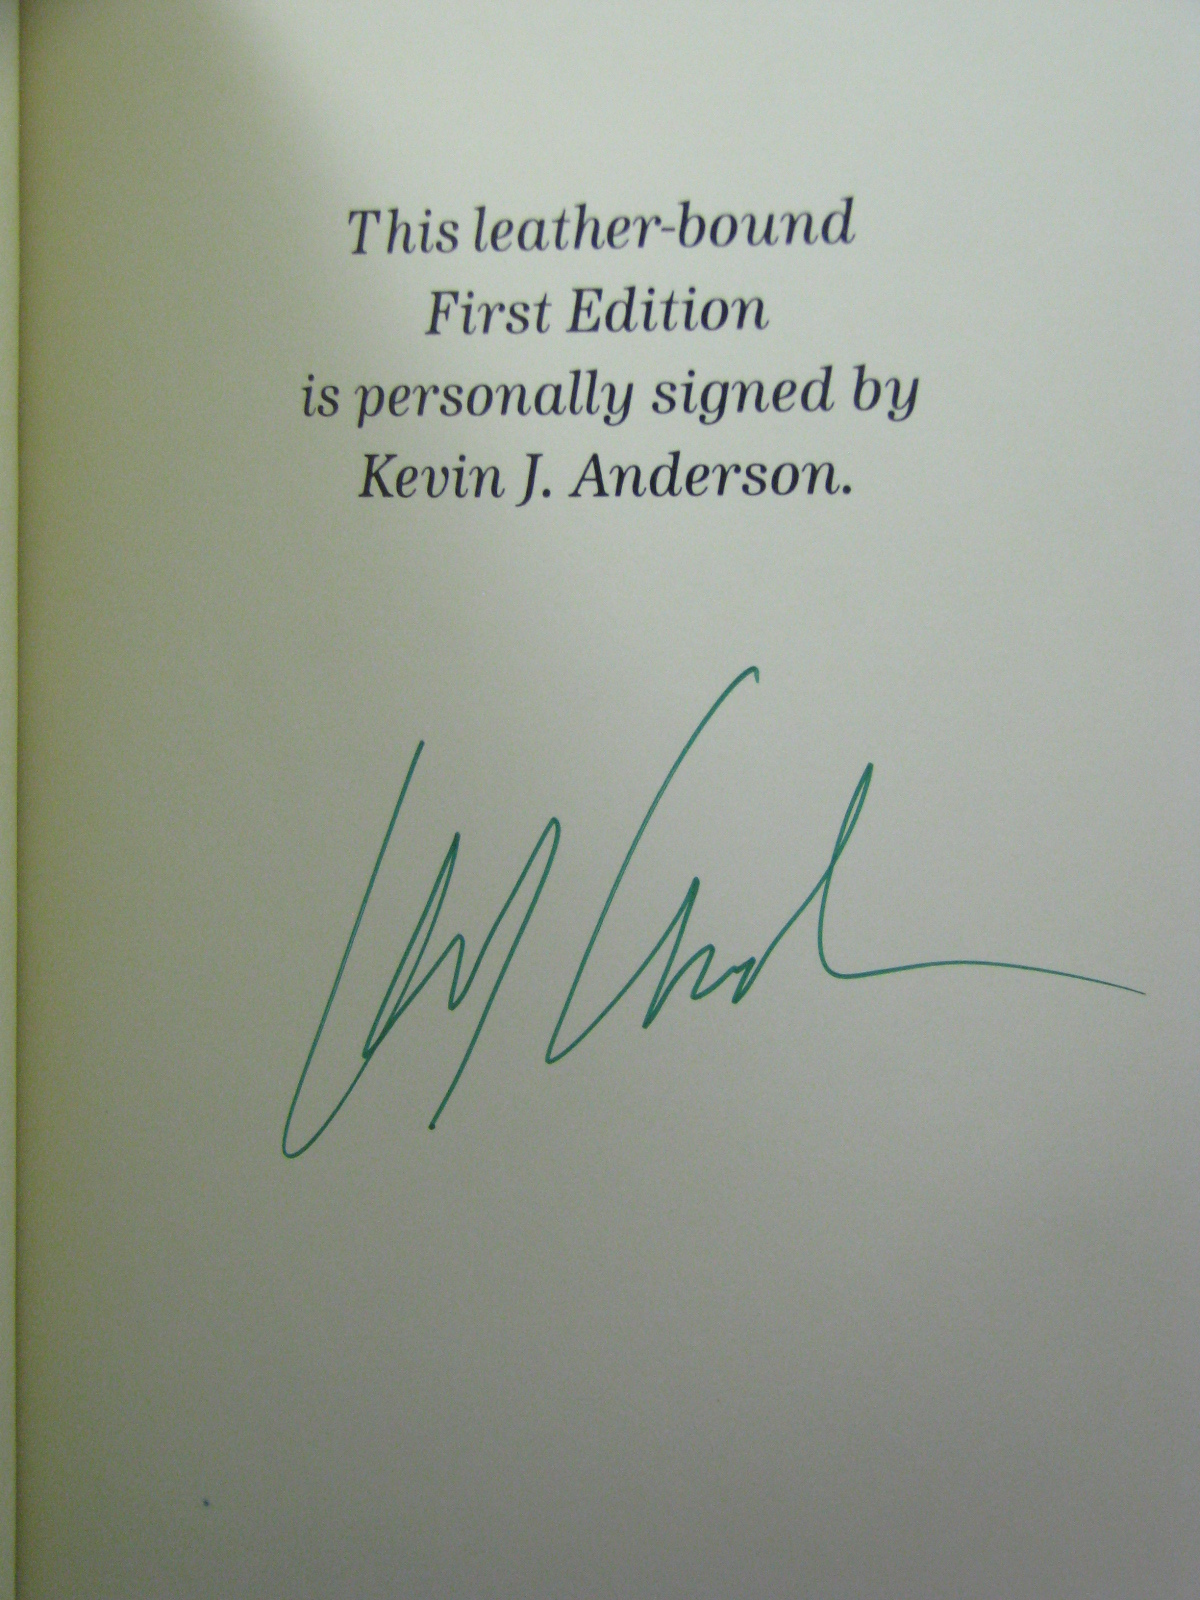 This leather-bound
First Edition
is personally signed by
Kevin J. Anderson.